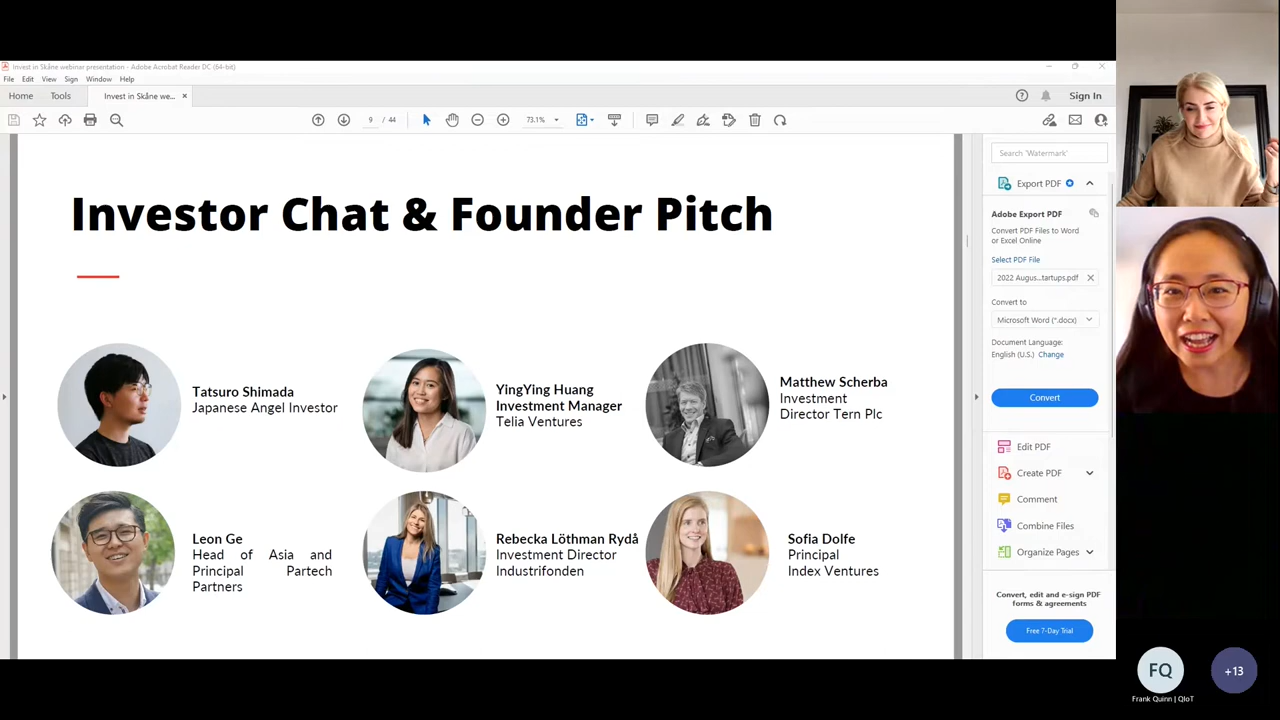 Invest in Skåne webinar presentation - Adobe Acrobat Reader DC (64-bit)
File Edit View Sign Window Help
Home Tools Invest in Skåne we... × Sign In
9 / 44 73.1%
Investor Chat & Founder Pitch
Tatsuro Shimada
Japanese Angel Investor
YingYing Huang
Investment Manager
Telia Ventures
Matthew Scherba
Investment
Director Tern Plc
Leon Ge
Head of Asia and
Principal Partech
Partners
Rebecka Löthman Rydå
Investment Director
Industrifonden
Sofia Dolfe
Principal
Index Ventures
Search 'Watermark'
Export PDF
Adobe Export PDF
Convert PDF Files to Word
or Excel Online
Select PDF File
2022 Augus...tartups.pdf
Convert to
Microsoft Word (*.docx)
Document Language:
English (U.S.) Change
Convert
Edit PDF
Create PDF
Comment
Combine Files
Organize Pages
Convert, edit and e-sign PDF
forms & agreements
Free 7-Day Trial
FQ
+13
Frank Quinn | QIoT